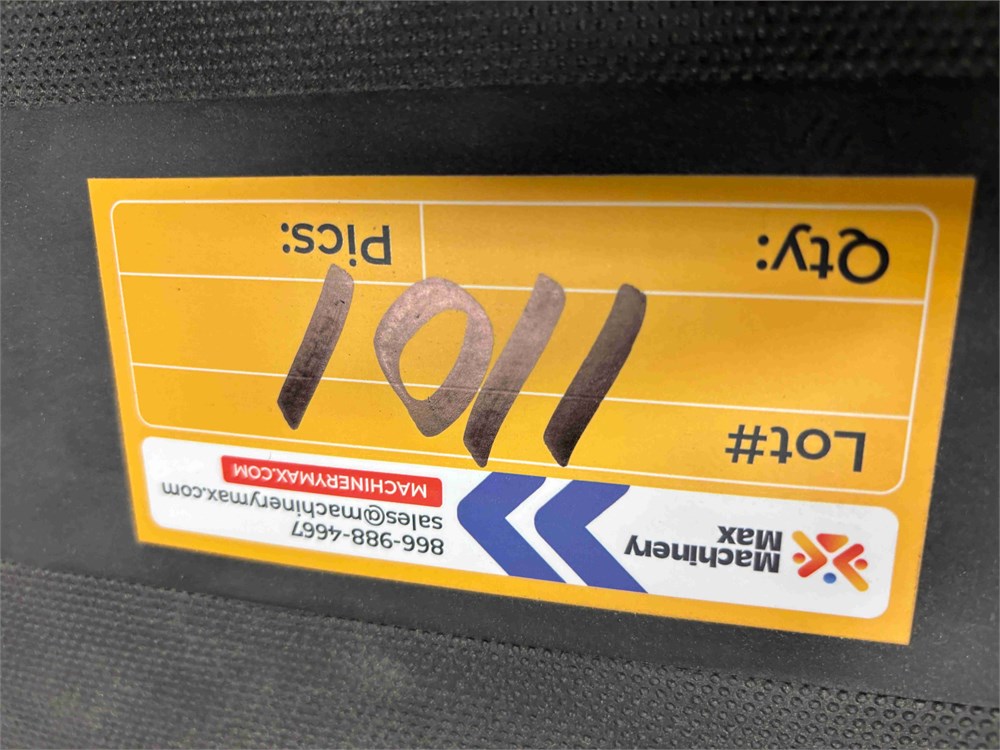 Machinery
Max
866-988-4667
sales@machinerymax.com
MACHINERYMAX.COM
Lot#
1101
Qty:
Pics: